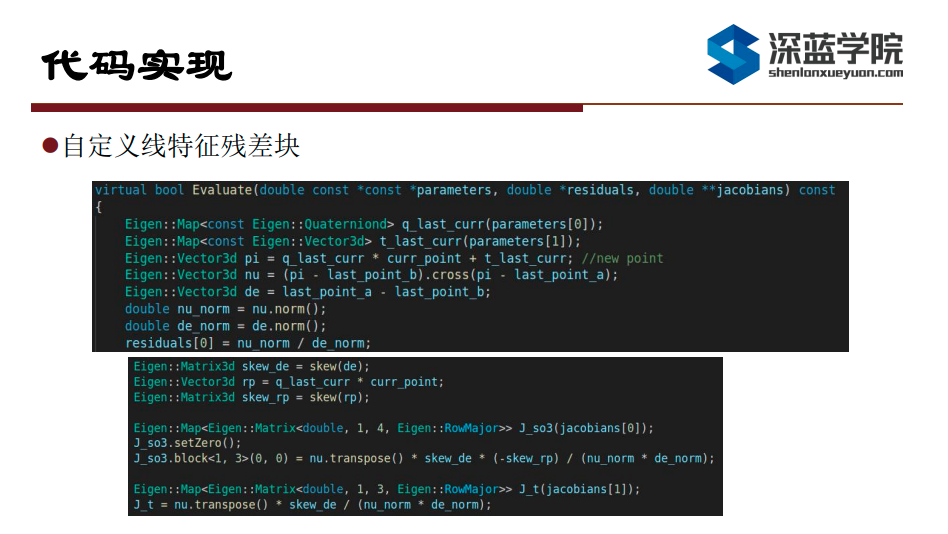 代码实现
深蓝学院
shenlanxueyuan.com
自定义线特征残差块
virtual bool Evaluate(double const *const *parameters, double *residuals, double **jacobians) const
{
Eigen::Map<const Eigen::Quaterniond> q_last_curr(parameters[0]);
Eigen::Map<const Eigen::Vector3d> t_last_curr(parameters[1]);
Eigen::Vector3d pi = q_last_curr * curr_point + t_last_curr; //new point
Eigen::Vector3d nu = (pi - last_point_b).cross(pi - last_point_a);
Eigen::Vector3d de = last_point_a - last_point_b;
double nu_norm = nu.norm();
double de_norm = de.norm();
residuals[0] = nu_norm / de_norm;
Eigen::Matrix3d skew_de = skew(de);
Eigen::Vector3d rp = q_last_curr * curr_point;
Eigen::Matrix3d skew_rp = skew(rp);
Eigen::Map<Eigen::Matrix<double, 1, 4, Eigen::RowMajor>> J_so3(jacobians[0]);
J_so3.setZero();
J_so3.block<1, 3>(0, 0) = nu.transpose() * skew_de * (-skew_rp) / (nu_norm * de_norm);
Eigen::Map<Eigen::Matrix<double, 1, 3, Eigen::RowMajor>> J_t(jacobians[1]);
J_t = nu.transpose() * skew_de / (nu_norm * de_norm);